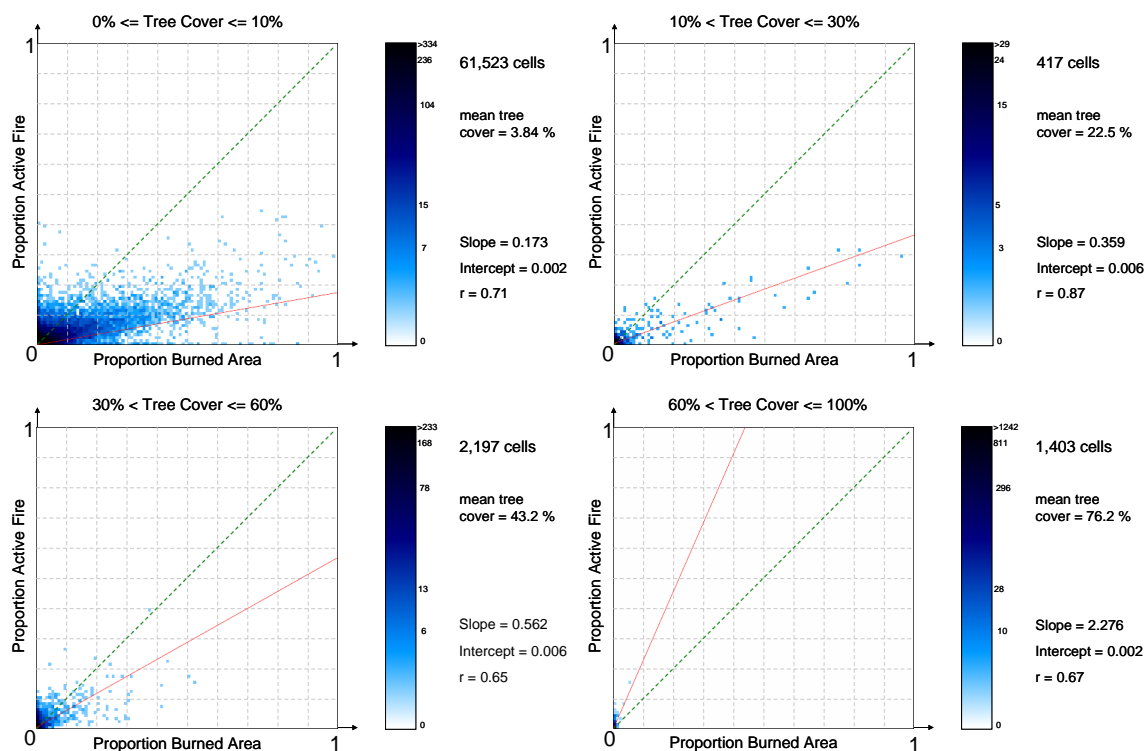 0% <= Tree Cover <= 10%
1
Proportion Active Fire
0
Proportion Burned Area
1
>334
236
104
15
7
0
61,523 cells
mean tree
cover = 3.84 %
Slope = 0.173
Intercept = 0.002
r = 0.71
10% < Tree Cover <= 30%
1
Proportion Active Fire
0
Proportion Burned Area
1
>29
24
15
5
3
0
417 cells
mean tree
cover = 22.5 %
Slope = 0.359
Intercept = 0.006
r = 0.87
30% < Tree Cover <= 60%
1
Proportion Active Fire
0
Proportion Burned Area
1
>233
168
78
13
6
0
2,197 cells
mean tree
cover = 43.2 %
Slope = 0.562
Intercept = 0.006
r = 0.65
60% < Tree Cover <= 100%
1
Proportion Active Fire
0
Proportion Burned Area
1
>1242
811
296
28
10
0
1,403 cells
mean tree
cover = 76.2 %
Slope = 2.276
Intercept = 0.002
r = 0.67